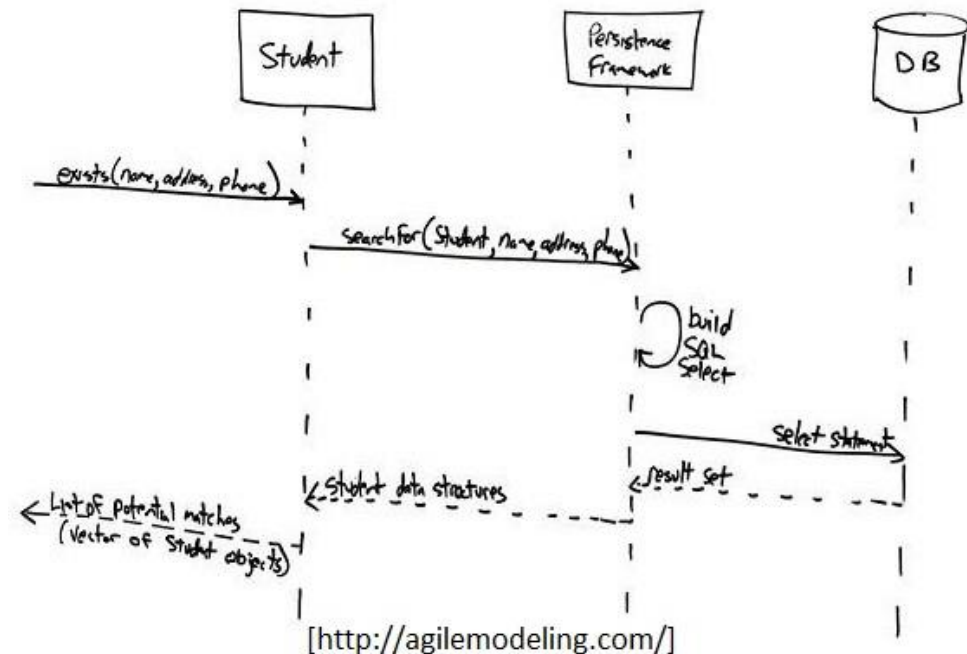 Student
Persistence
Framework
DB
exists(name, address, phone)
searchFor(Student, name, address, phone)
build
SQL
Select
select statement
result set
student data structures
List of potential matches
(vector of Student objects)
[http://agilemodeling.com/]